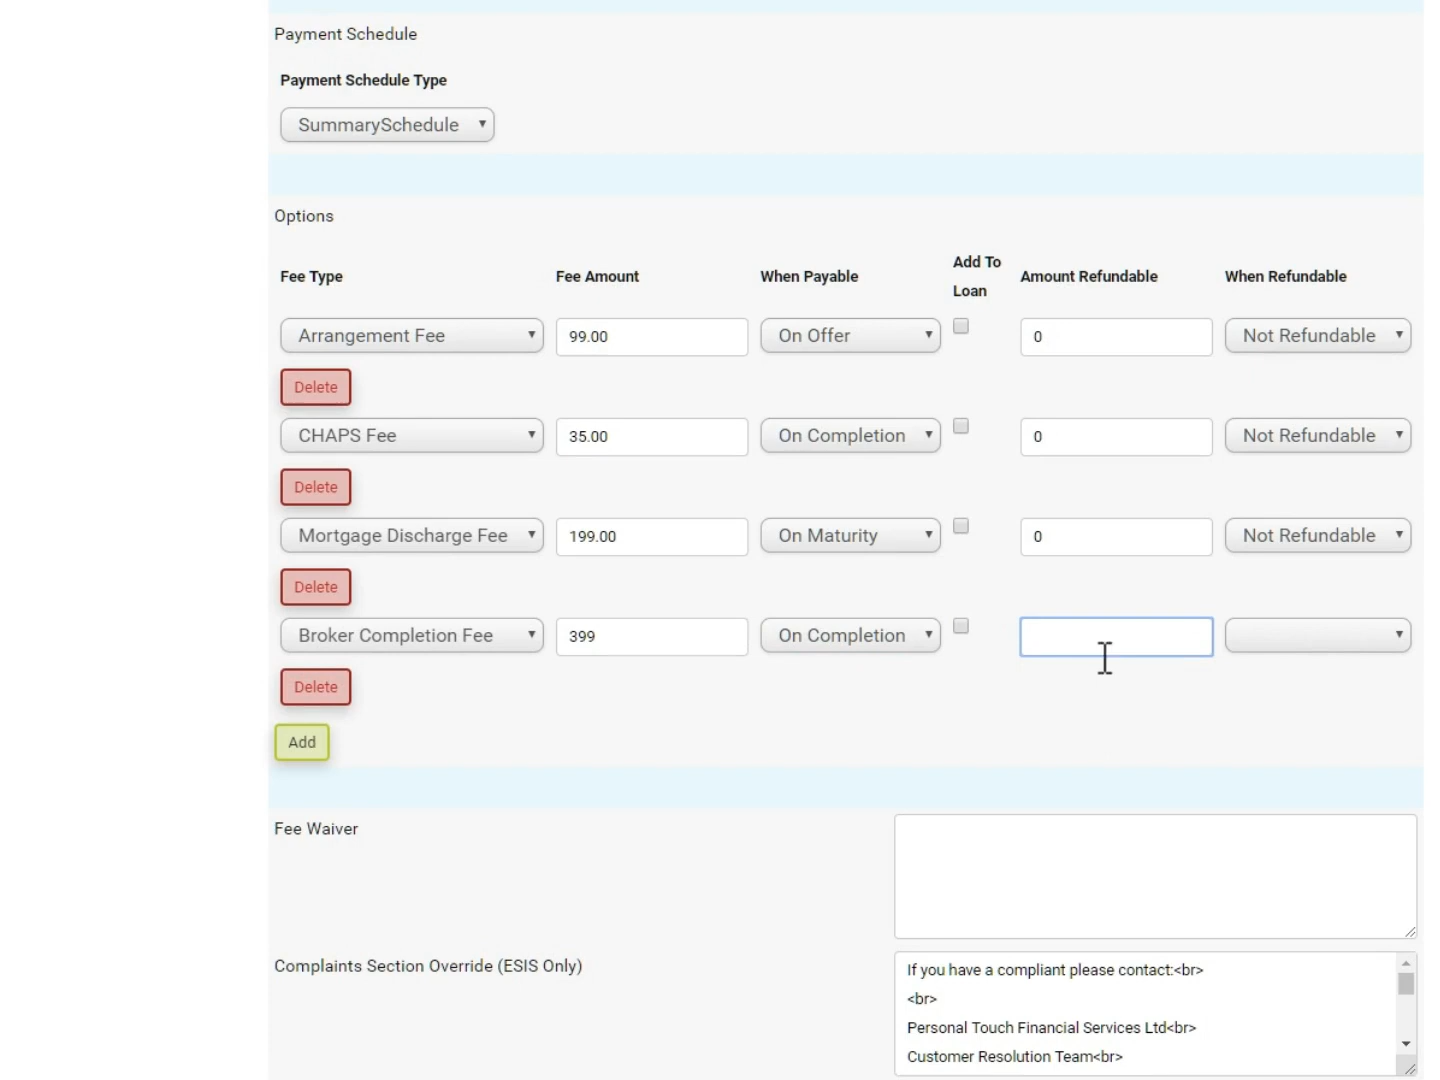 Payment Schedule
Payment Schedule Type
SummarySchedule
Options
Fee Type Fee Amount When Payable Add To Loan Amount Refundable When Refundable
Arrangement Fee 99.00 On Offer 0 Not Refundable
Delete
CHAPS Fee 35.00 On Completion 0 Not Refundable
Delete
Mortgage Discharge Fee 199.00 On Maturity 0 Not Refundable
Delete
Broker Completion Fee 399 On Completion
Delete
Add
Fee Waiver
Complaints Section Override (ESIS Only)
If you have a compliant please contact:<br>
<br>
Personal Touch Financial Services Ltd<br>
Customer Resolution Team<br>